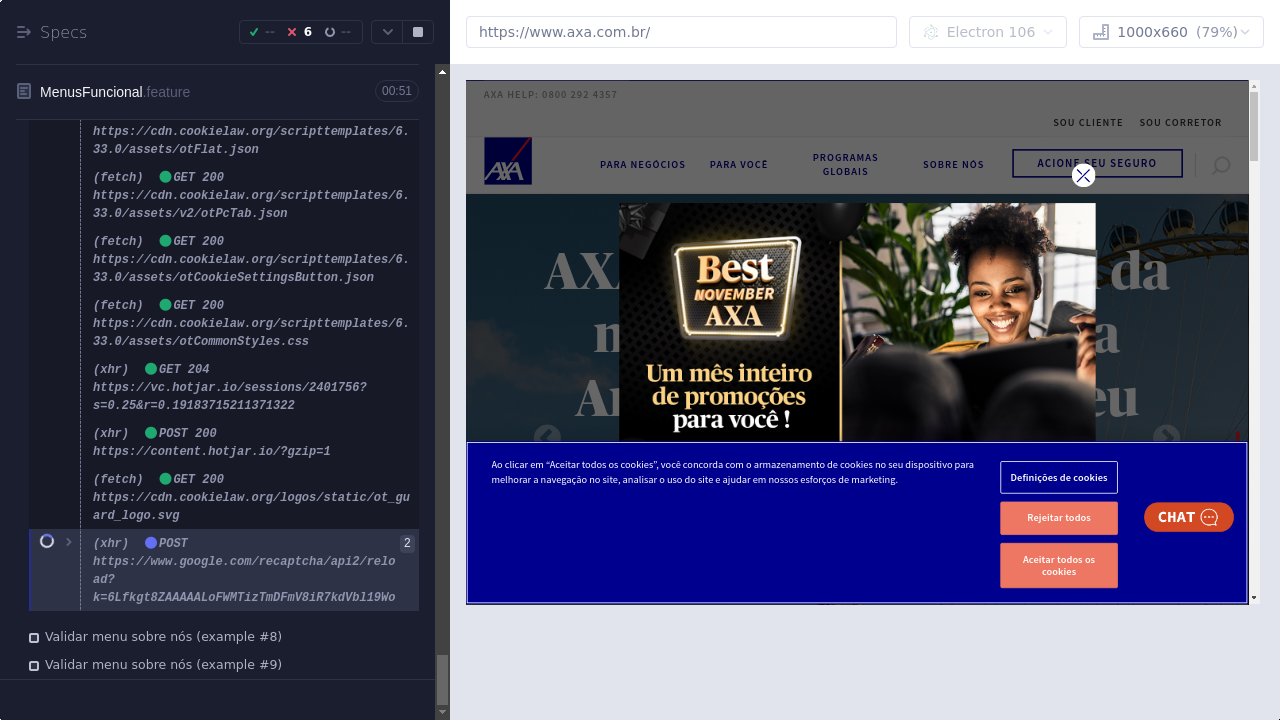 Specs
--
6
--
https://www.axa.com.br/
Electron 106
1000x660 (79%)
MenusFuncional.feature
00:51
https://cdn.cookielaw.org/scripttemplates/6.
33.0/assets/otFlat.json
(fetch) GET 200
https://cdn.cookielaw.org/scripttemplates/6.
33.0/assets/v2/otPcTab.json
(fetch) GET 200
https://cdn.cookielaw.org/scripttemplates/6.
33.0/assets/otCookieSettingsButton.json
(fetch) GET 200
https://cdn.cookielaw.org/scripttemplates/6.
33.0/assets/otCommonStyles.css
(xhr) GET 204
https://vc.hotjar.io/sessions/2401756?
s=0.25&r=0.19183715211371322
(xhr) POST 200
https://content.hotjar.io/?gzip=1
(fetch) GET 200
https://cdn.cookielaw.org/logos/static/ot_gu
ard_logo.svg
(xhr) POST
2
https://www.google.com/recaptcha/api2/relo
ad?
k=6Lfkgt8ZAAAAALoFWMTizTmDFmV8iR7kdVbl19Wo
Validar menu sobre nós (example #8)
Validar menu sobre nós (example #9)
AXA HELP: 0800 292 4357
SOU CLIENTE SOU CORRETOR
AXA
PARA NEGÓCIOS
PARA VOCÊ
PROGRAMAS
GLOBAIS
SOBRE NÓS
ACIONE SEU SEGURO
AX
da
Best
NOVEMBER
AXA
Um mês inteiro
de promoções
para você !
Ao clicar em “Aceitar todos os cookies”, você concorda com o armazenamento de cookies no seu dispositivo para
melhorar a navegação no site, analisar o uso do site e ajudar em nossos esforços de marketing.
Definições de cookies
Rejeitar todos
Aceitar todos os
cookies
CHAT